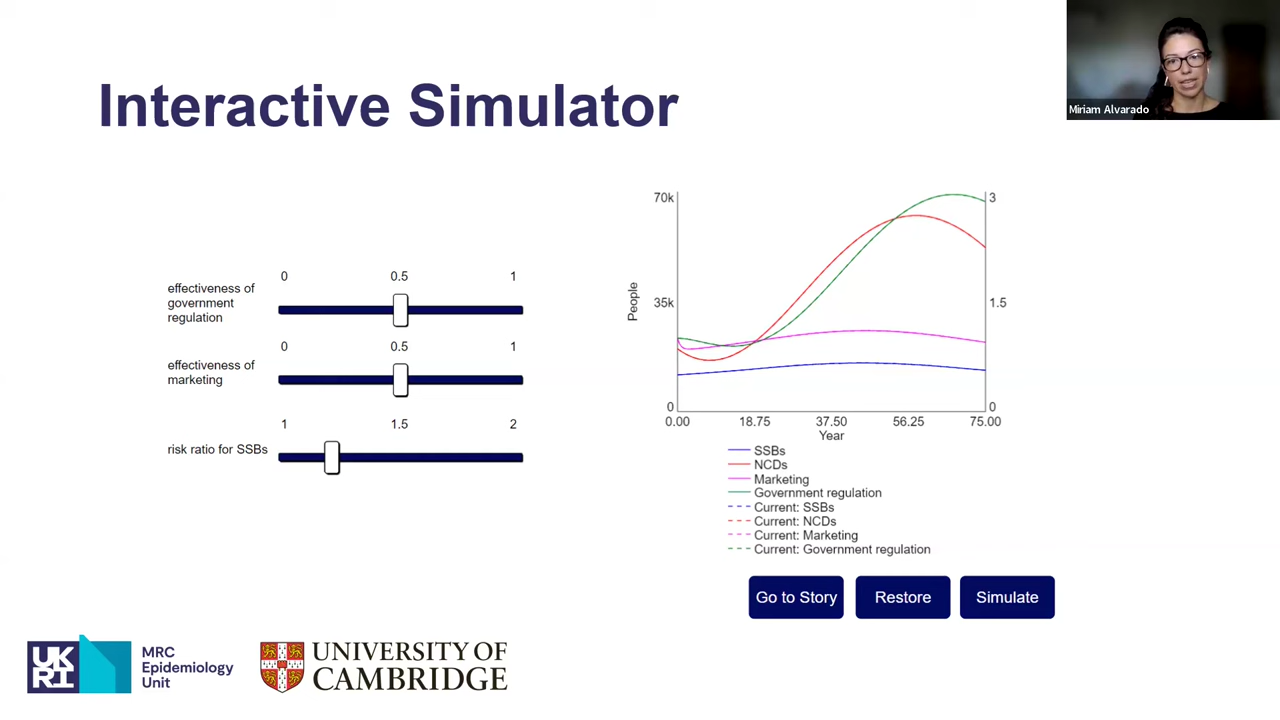 Interactive Simulator
Miriam Alvarado
0 0.5 1
effectiveness of
government
regulation
0 0.5 1
effectiveness of
marketing
1 1.5 2
risk ratio for SSBs
70k
35k
0
People
3
1.5
0
0.00 18.75 37.50 56.25 75.00
Year
SSBs
NCDs
Marketing
Government regulation
Current: SSBs
Current: NCDs
Current: Marketing
Current: Government regulation
Go to Story
Restore
Simulate
UK
RI
MRC
Epidemiology
Unit
UNIVERSITY OF
CAMBRIDGE